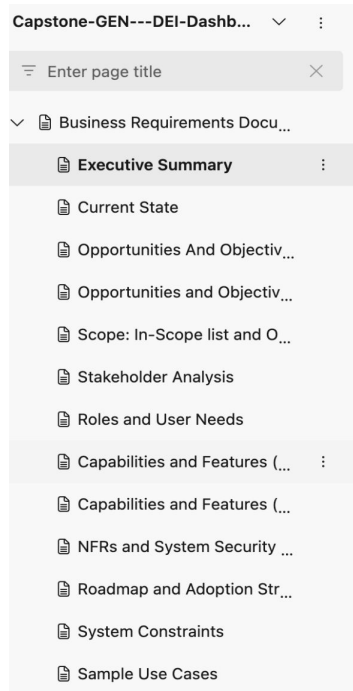 Capstone-GEN---DEI-Dashb...
Enter page title
Business Requirements Docu...
Executive Summary
Current State
Opportunities And Objectiv...
Opportunities and Objectiv...
Scope: In-Scope list and O...
Stakeholder Analysis
Roles and User Needs
Capabilities and Features (...
Capabilities and Features (...
NFRs and System Security ...
Roadmap and Adoption Str...
System Constraints
Sample Use Cases